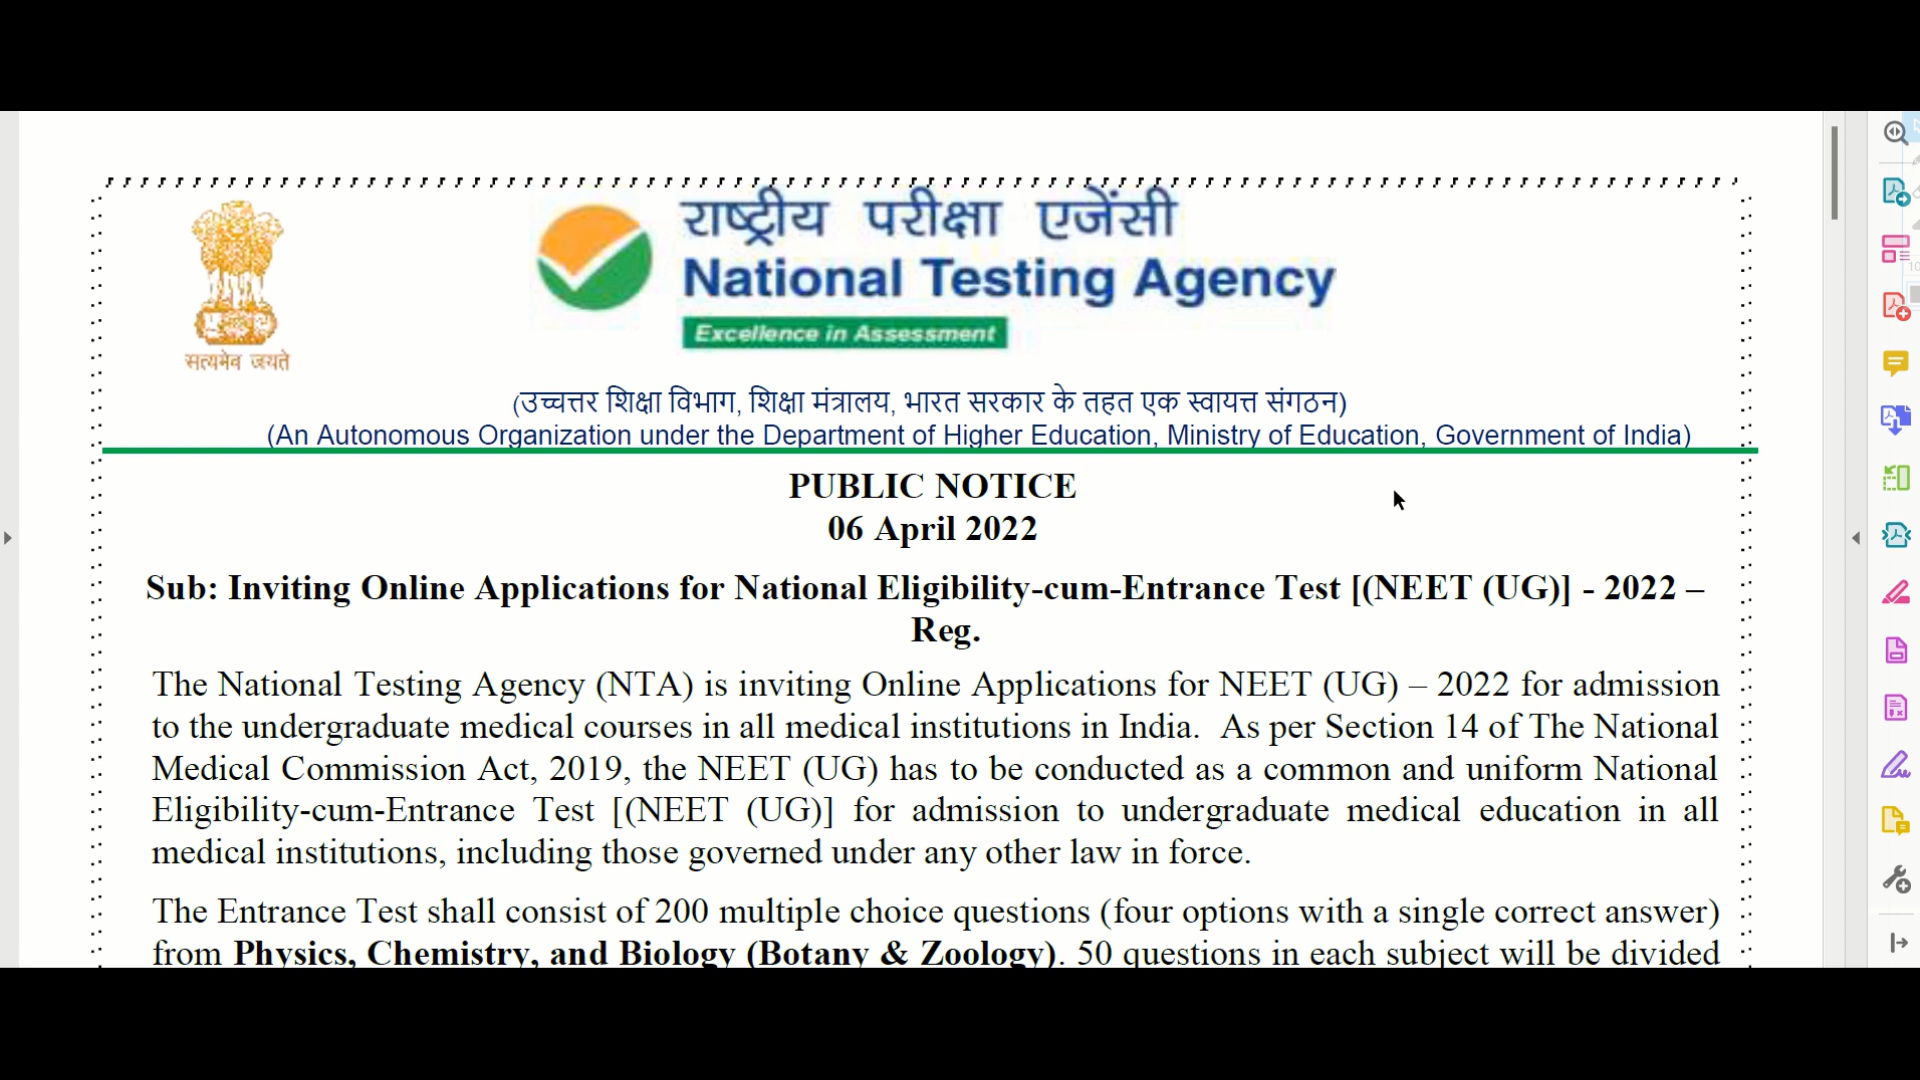 राष्ट्रीय परीक्षा एजेंसी
National Testing Agency
Excellence in Assessment
सत्यमेव जयते
(उच्चत्तर शिक्षा विभाग, शिक्षा मंत्रालय, भारत सरकार के तहत एक स्वायत्त संगठन)
(An Autonomous Organization under the Department of Higher Education, Ministry of Education, Government of India)
PUBLIC NOTICE
06 April 2022
Sub: Inviting Online Applications for National Eligibility-cum-Entrance Test [(NEET (UG)] - 2022 –
Reg.
The National Testing Agency (NTA) is inviting Online Applications for NEET (UG) – 2022 for admission
to the undergraduate medical courses in all medical institutions in India. As per Section 14 of The National
Medical Commission Act, 2019, the NEET (UG) has to be conducted as a common and uniform National
Eligibility-cum-Entrance Test [(NEET (UG)] for admission to undergraduate medical education in all
medical institutions, including those governed under any other law in force.
The Entrance Test shall consist of 200 multiple choice questions (four options with a single correct answer)
from Physics, Chemistry, and Biology (Botany & Zoology). 50 questions in each subject will be divided